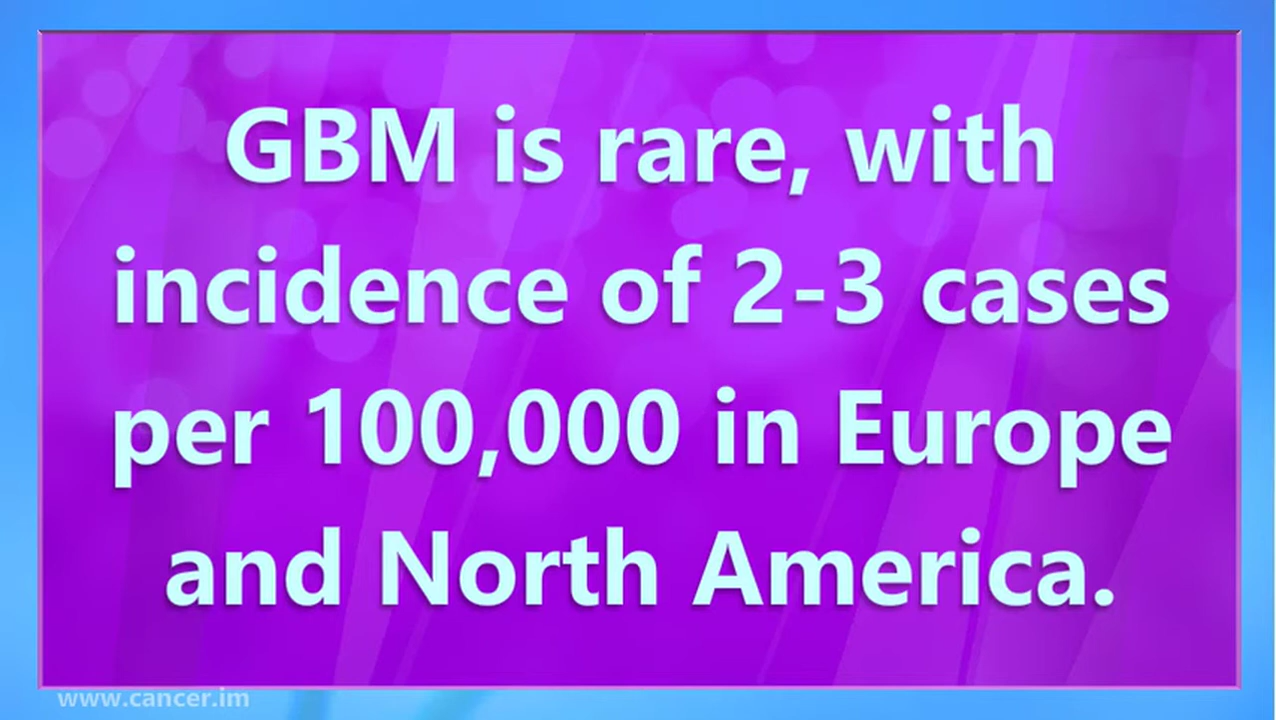 GBM is rare, with
incidence of 2-3 cases
per 100,000 in Europe
and North America.
www.cancer.im